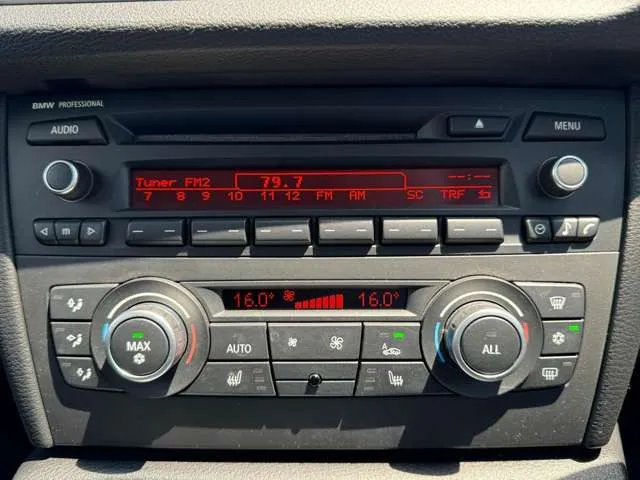 BMW PROFESSIONAL
AUDIO
MENU
Tuner FM2 79.7 --:--
7 8 9 10 11 12 FM AM SC TRF
m
16.0° 16.0°
MAX
AUTO
A
ALL